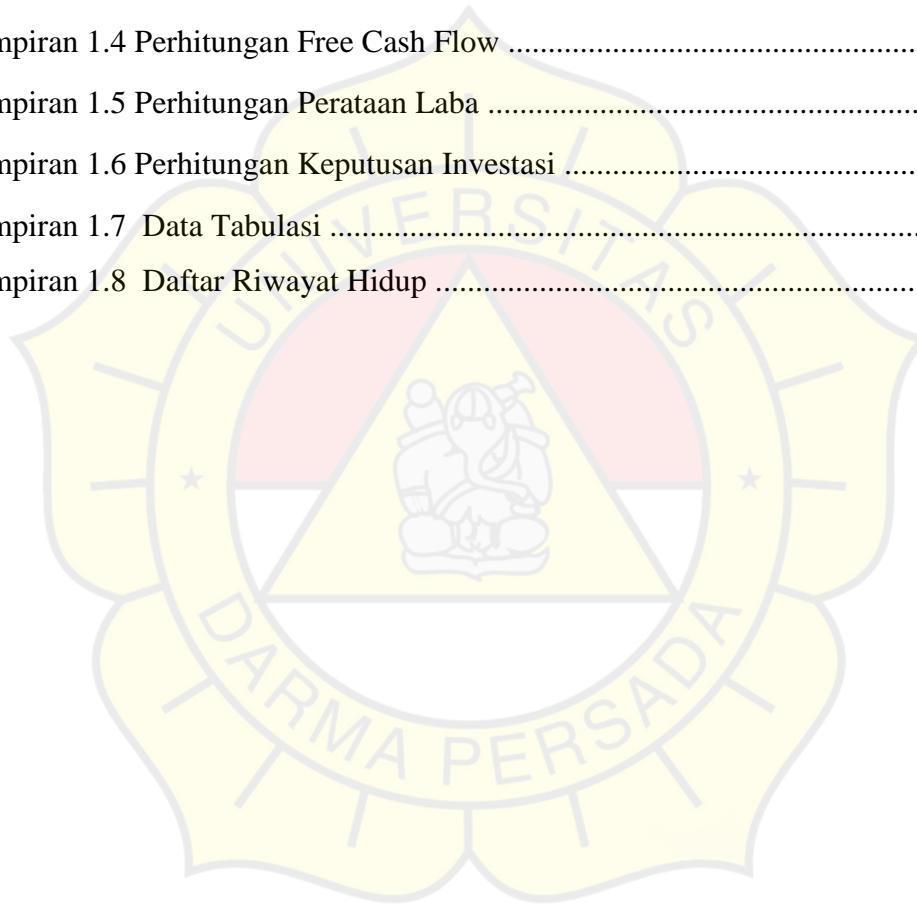 mpiran 1.4 Perhitungan Free Cash Flow ....................................................
mpiran 1.5 Perhitungan Perataan Laba .......................................................
mpiran 1.6 Perhitungan Keputusan Investasi .............................................
mpiran 1.7  Data Tabulasi ...........................................................................
mpiran 1.8  Daftar Riwayat Hidup .............................................................
UNIVERSITAS
DARMA PERSADA